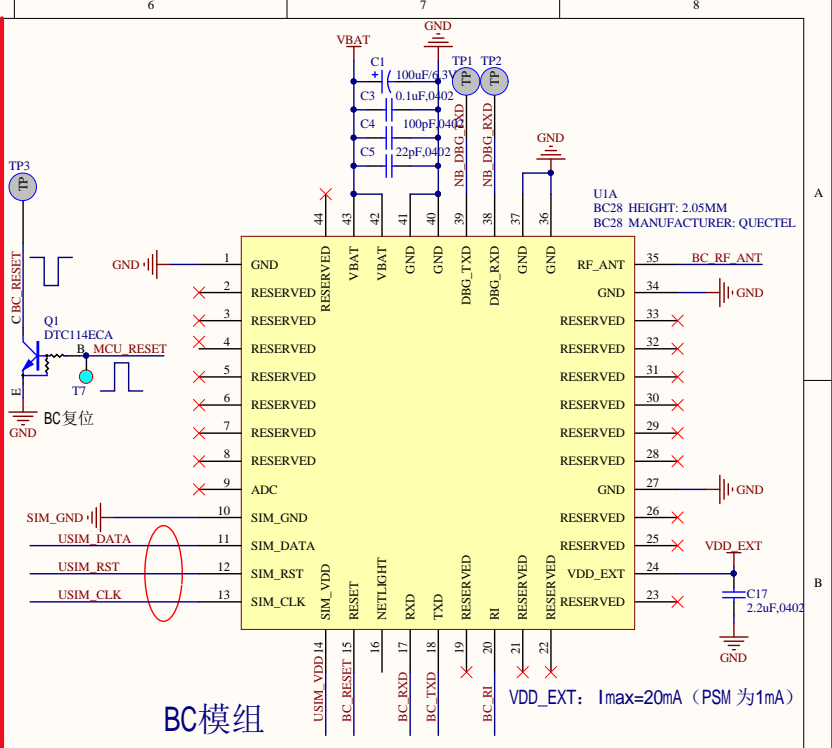 6
7
8
A
B
VBAT
GND
C1
100uF/6.3V
C3
0.1uF,0402
C4
100pF,0402
C5
22pF,0402
TP1
TP2
TP
TP
NB_DBG_TXD
NB_DBG_RXD
GND
U1A
BC28 HEIGHT: 2.05MM
BC28 MANUFACTURER: QUECTEL
TP3
TP
BC_RESET
C
Q1
DTC114ECA
B
MCU_RESET
T7
E
GND
BC复位
44
43
42
41
40
39
38
37
36
RESERVED
VBAT
VBAT
GND
GND
DBG_TXD
DBG_RXD
GND
GND
GND
1
GND
2
RESERVED
3
RESERVED
4
RESERVED
5
RESERVED
6
RESERVED
7
RESERVED
8
RESERVED
9
ADC
SIM_GND
10
SIM_GND
USIM_DATA
11
SIM_DATA
USIM_RST
12
SIM_RST
USIM_CLK
13
SIM_CLK
RF_ANT
35
BC_RF_ANT
GND
34
GND
RESERVED
33
RESERVED
32
RESERVED
31
RESERVED
30
RESERVED
29
RESERVED
28
GND
27
GND
RESERVED
26
RESERVED
25
VDD_EXT
VDD_EXT
24
RESERVED
23
C17
2.2uF,0402
GND
SIM_VDD
RESET
NETLIGHT
RXD
TXD
RESERVED
RI
RESERVED
RESERVED
14
15
16
17
18
19
20
21
22
USIM_VDD
BC_RESET
BC_RXD
BC_TXD
BC_RI
VDD_EXT: Imax=20mA（PSM 为1mA）
BC模组